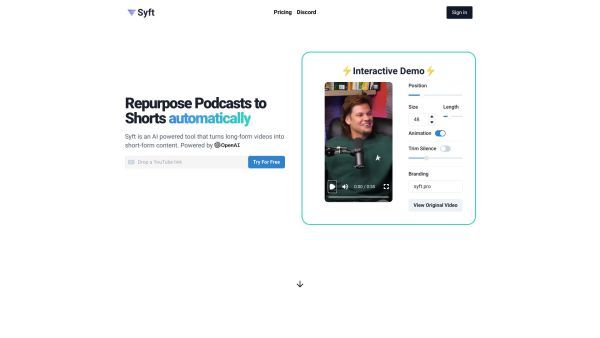 Syft
Pricing Discord
Sign in
Repurpose Podcasts to
Shorts automatically
Syft is an AI powered tool that turns long-form videos into
short-form content. Powered by OpenAI
Drop a YouTube link
Try For Free
⚡Interactive Demo⚡
Position
Size Length
48
Animation
Trim Silence
Branding
syft.pro
View Original Video
0:00 / 0:16